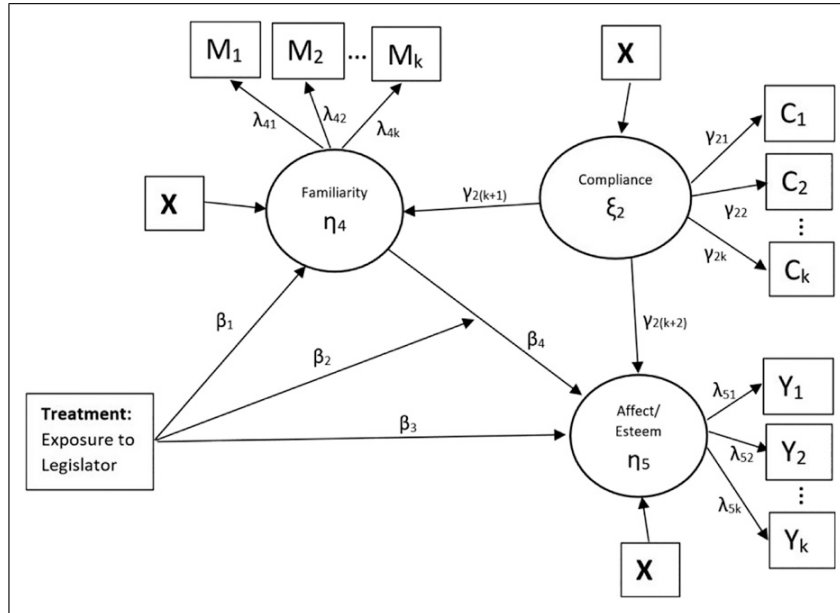 M1 M2 ... Mk
X
λ41 λ42 λ4k
C1
γ21
Familiarity
η4
X
γ2(k+1)
Compliance
ξ2
C2
γ22
⋮
γ2k
Ck
β1
β2
β4
γ2(k+2)
Treatment:
Exposure to
Legislator
β3
Affect/
Esteem
η5
λ51
Y1
λ52
Y2
⋮
λ5k
Yk
X